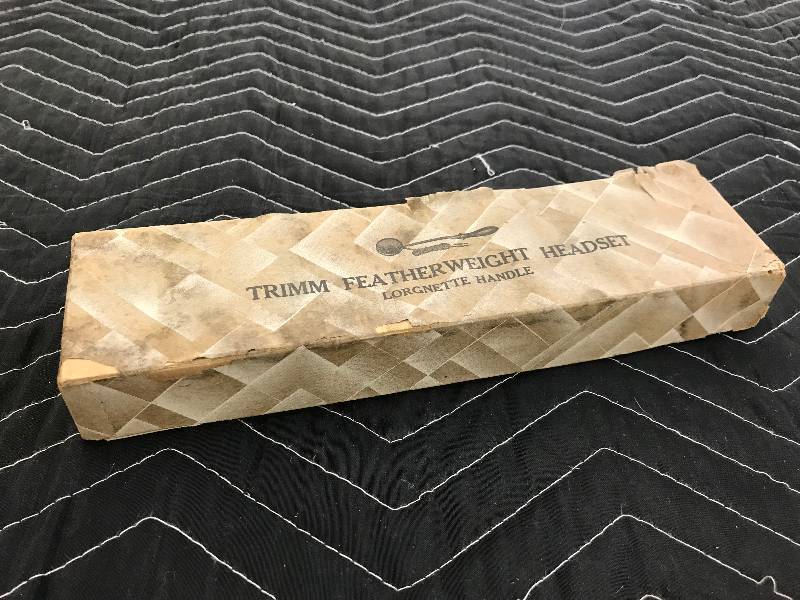 TRIMM FEATHERWEIGHT HEADSET
LORGNETTE HANDLE